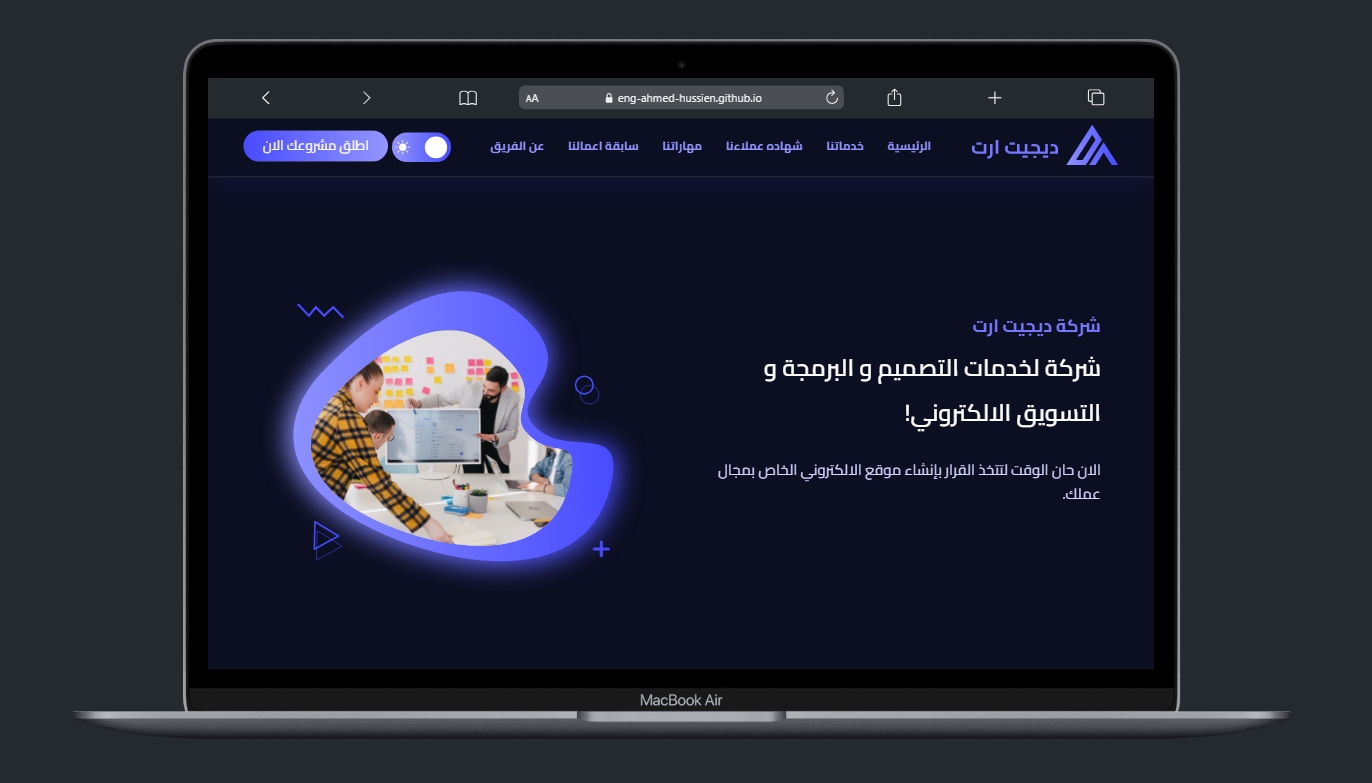 AA eng-ahmed-hussien.github.io
ديجيت ارت الرئيسية خدماتنا شهاده عملاءنا مهاراتنا سابقة اعمالنا عن الفريق اطلق مشروعك الان
شركة ديجيت ارت
شركة لخدمات التصميم و البرمجة و
التسويق الالكتروني!
الان حان الوقت لتتخذ القرار بإنشاء موقع الالكتروني الخاص بمجال
عملك.
MacBook Air